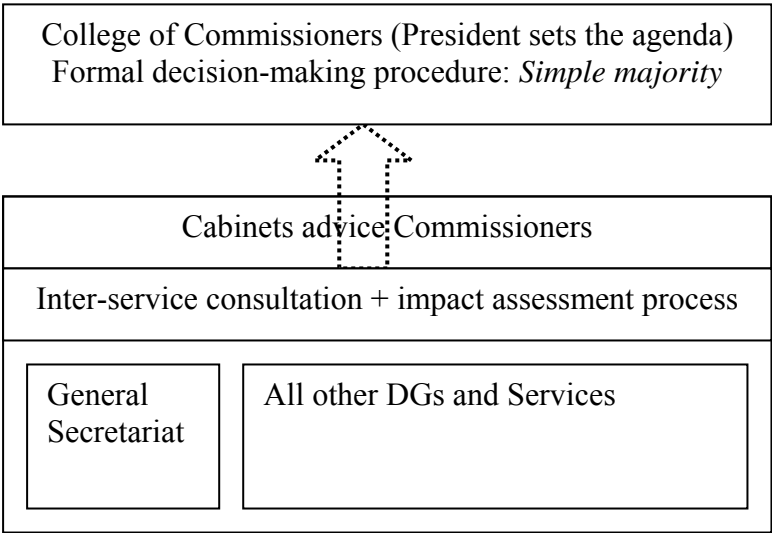 College of Commissioners (President sets the agenda)
Formal decision-making procedure: Simple majority
Cabinets advice Commissioners
Inter-service consultation + impact assessment process
General
Secretariat
All other DGs and Services